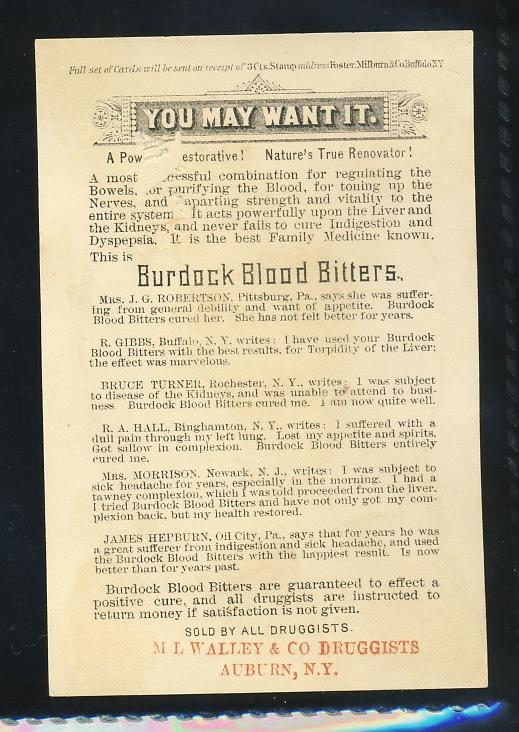 Full set of Cards will be sent on receipt of 3Cts. Stamp address Foster, Milburn & Co. Buffalo NY
YOU MAY WANT IT.
A Pow estorative! Nature's True Renovator!
A most cessful combination for regulating the
Bowels, or purifying the Blood, for toning up the
Nerves, and parting strength and vitality to the
entire system It acts powerfully upon the Liver and
the Kidneys, and never fails to cure Indigestion and
Dyspepsia. It is the best Family Medicine known.
This is
Burdock Blood Bitters.
MRS. J. G. ROBERTSON, Pittsburg, Pa., says she was suffer-
ing from general debility and want of appetite. Burdock
Blood Bitters cured her. She has not felt better for years.
R. GIBBS, Buffalo, N. Y. writes: I have used your Burdock
Blood Bitters with the best results, for Torpidity of the Liver;
the effect was marvelous.
BRUCE TURNER, Rochester, N. Y., writes: I was subject
to disease of the Kidneys, and was unable to attend to busi-
ness Burdock Blood Bitters cured me. I am now quite well.
R. A. HALL, Binghamton, N. Y., writes: I suffered with a
dull pain through my left lung. Lost my appetite and spirits.
Got sallow in complexion. Burdock Blood Bitters entirely
cured me.
MRS. MORRISON, Newark, N. J., writes: I was subject to
sick headache for years, especially in the morning. I had a
tawney complexion, which I was told proceeded from the liver.
I tried Burdock Blood Bitters and have not only got my com-
plexion back, but my health restored.
JAMES HEPBURN, Oil City, Pa., says that for years he was
a great sufferer from indigestion and sick headache, and used
the Burdock Blood Bitters with the happiest result. Is now
better than for years past.
Burdock Blood Bitters are guaranteed to effect a
positive cure, and all druggists are instructed to
return money if satisfaction is not given.
SOLD BY ALL DRUGGISTS.
M L WALLEY & CO DRUGGISTS
AUBURN, N.Y.